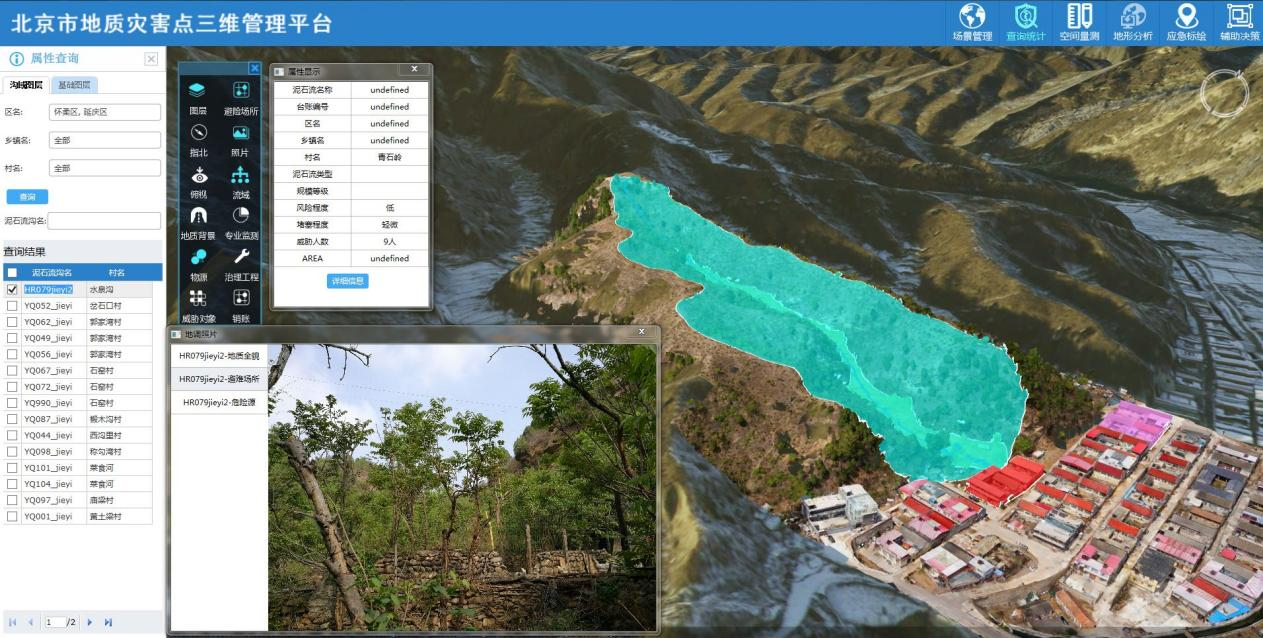 北京市地质灾害点三维管理平台
场景管理 查询统计 空间量测 地形分析 应急标绘 辅助决策
属性查询
沟域图层 基础图层
区名: 怀柔区, 延庆区
乡镇名: 全部
村名: 全部
查询
泥石流沟名:
查询结果
泥石流沟名 村名
HR079jieyi2 水泉沟
YQ052_jieyi 岔石口村
YQ062_jieyi 郭家湾村
YQ049_jieyi 郭家湾村
YQ056_jieyi 郭家湾村
YQ067_jieyi 石窑村
YQ072_jieyi 石窑村
YQ990_jieyi 石窑村
YQ087_jieyi 椴木沟村
YQ044_jieyi 西沟里村
YQ098_jieyi 称勾湾村
YQ101_jieyi 菜食河
YQ104_jieyi 菜食河
YQ097_jieyi 庙梁村
YQ001_jieyi 黄土梁村
1 /2
图层 避险场所
指北 照片
俯视 流域
地质背景 专业监测
物源 治理工程
威胁对象 销账
属性显示
泥石流名称 undefined
台账编号 undefined
区名 undefined
乡镇名 undefined
村名 青石岭
泥石流类型
规模等级
风险程度 低
堵塞程度 轻微
威胁人数 9人
AREA undefined
详细信息
地调照片
HR079jieyi2-地质全貌
HR079jieyi2-避难场所
HR079jieyi2-危险源